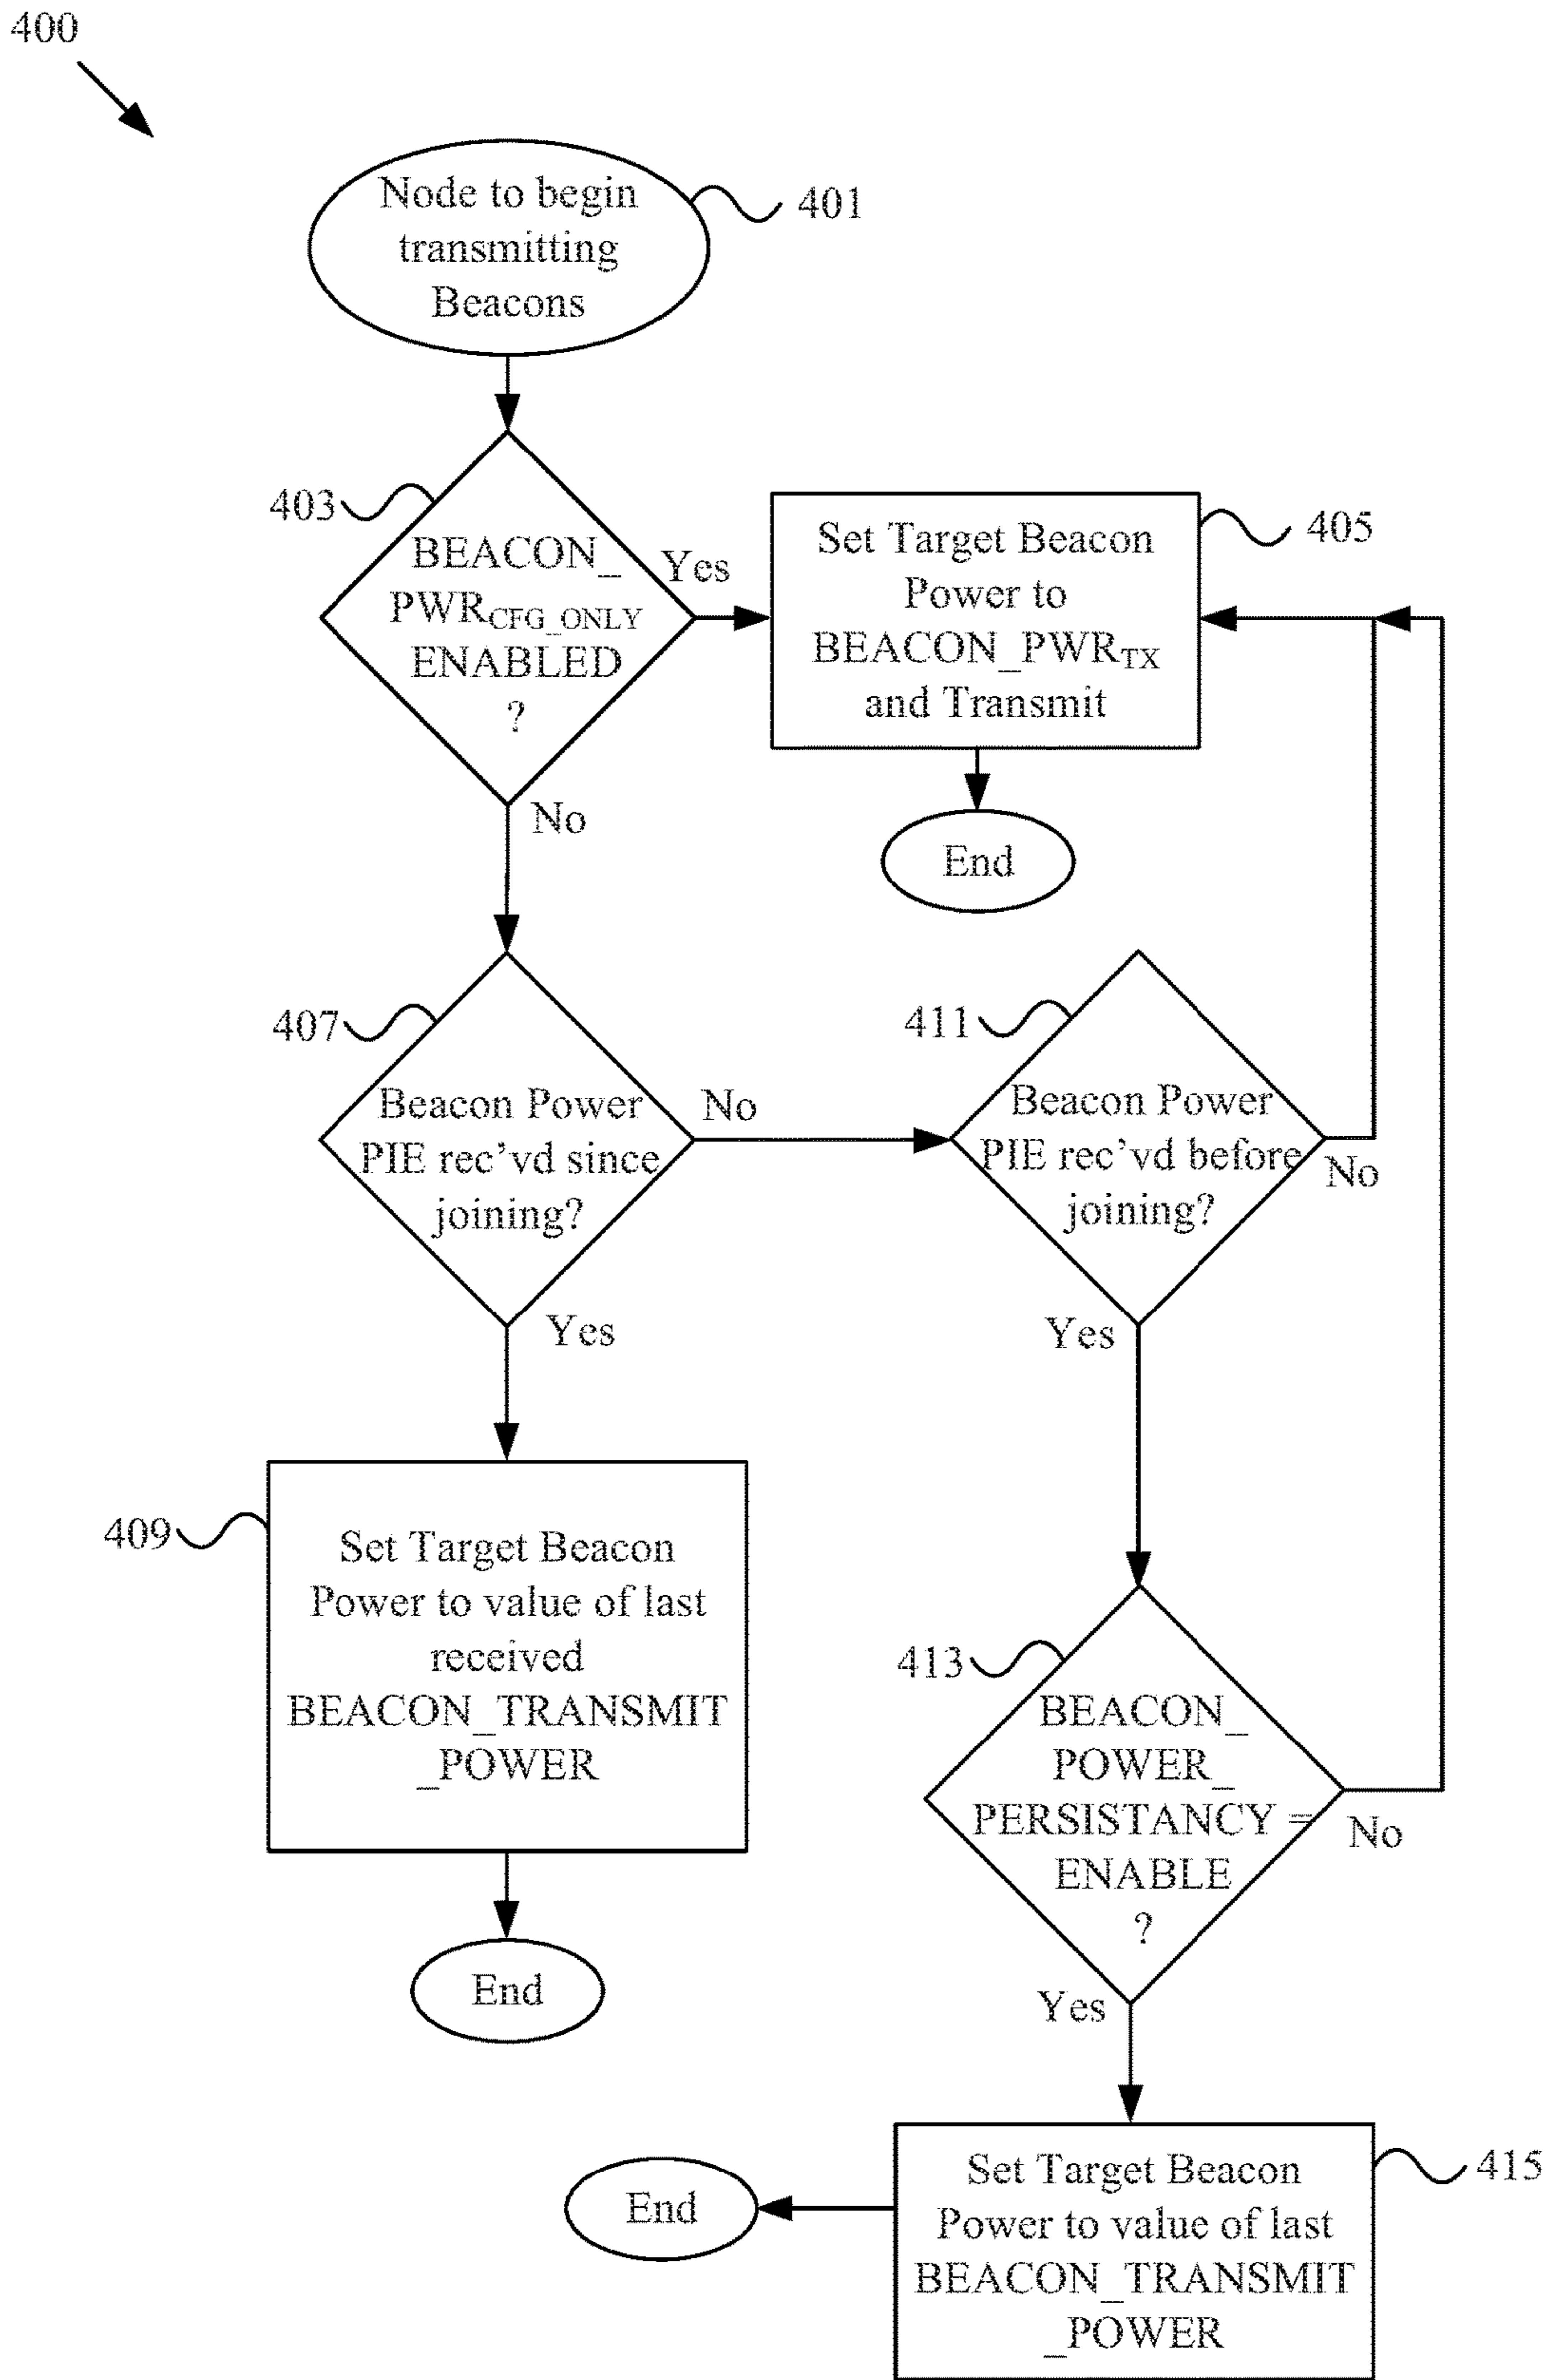 400
Node to begin
transmitting
Beacons
401
403
BEACON_
PWRCFG_ONLY
ENABLED
?
Yes
No
Set Target Beacon
Power to
BEACON_PWRTX
and Transmit
405
End
407
Beacon Power
PIE rec'vd since
joining?
No
Yes
411
Beacon Power
PIE rec'vd before
joining?
No
Yes
409
Set Target Beacon
Power to value of last
received
BEACON_TRANSMIT
_POWER
End
413
BEACON_
POWER_
PERSISTANCY =
ENABLE
?
No
Yes
Set Target Beacon
Power to value of last
BEACON_TRANSMIT
_POWER
415
End